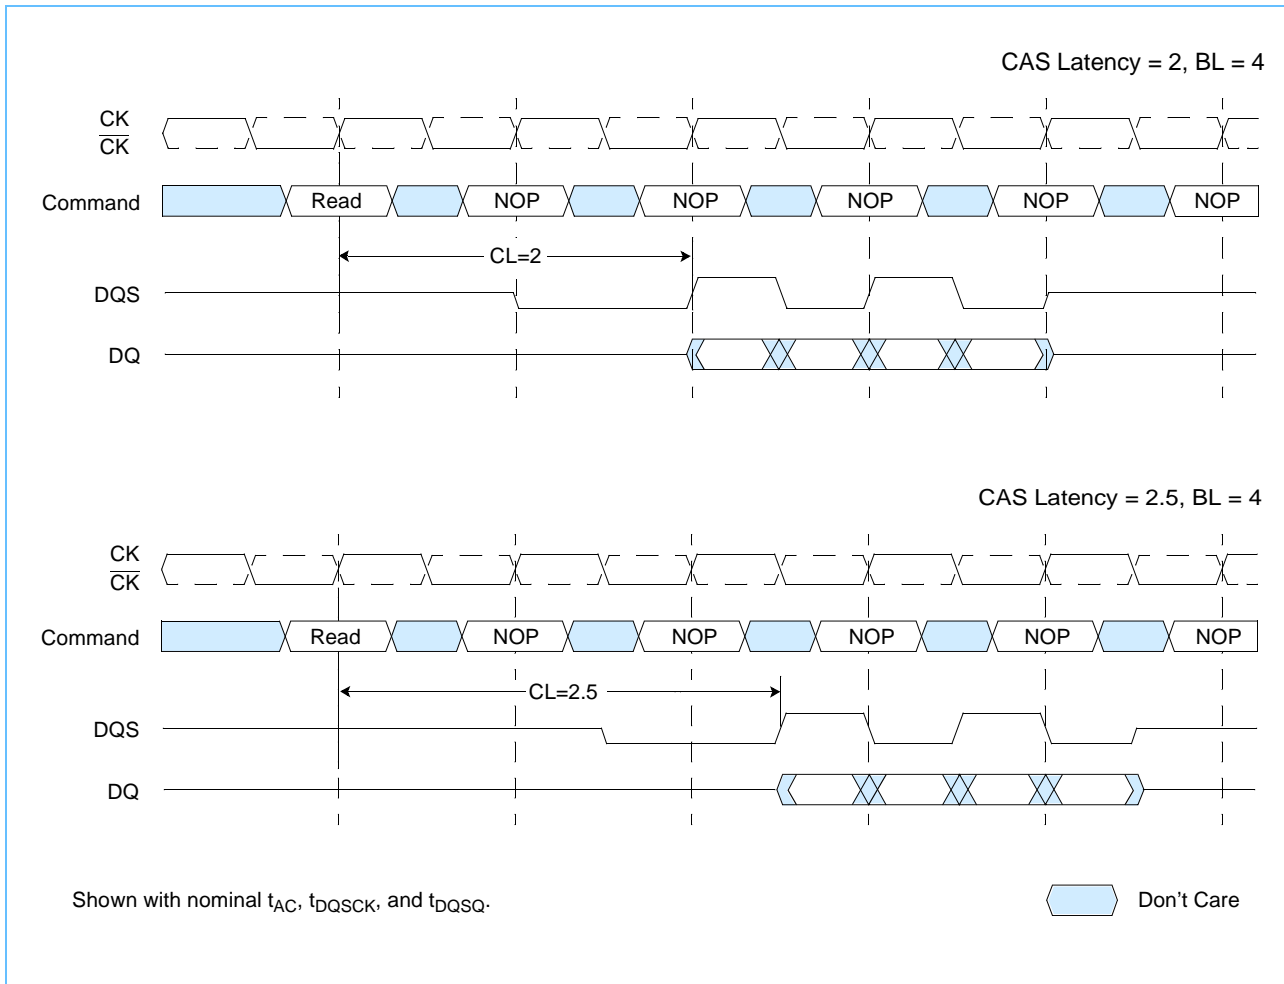 CAS Latency = 2, BL = 4
CK
CK
Command Read NOP NOP NOP NOP NOP
CL=2
DQS
DQ
CAS Latency = 2.5, BL = 4
CK
CK
Command Read NOP NOP NOP NOP NOP
CL=2.5
DQS
DQ
Shown with nominal tAC, tDQSCK, and tDQSQ.
Don't Care